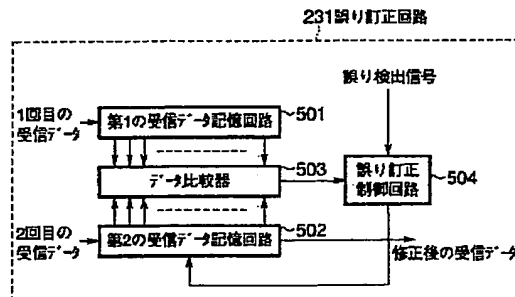 231誤り訂正回路
誤り検出信号
1回目の
受信データ
第1の受信データ記憶回路
501
データ比較器
503
誤り訂正
制御回路
504
2回目の
受信データ
第2の受信データ記憶回路
502
修正後の受信データ